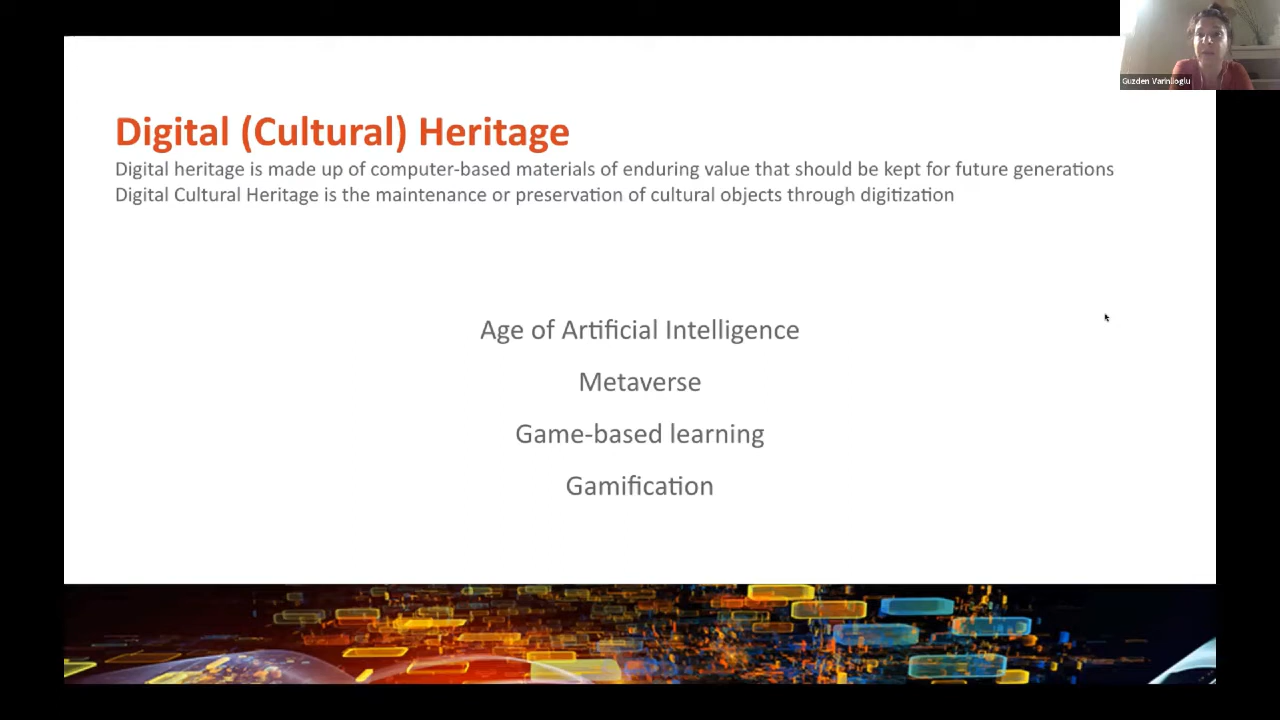 Guzden Varinlioglu
Digital (Cultural) Heritage
Digital heritage is made up of computer-based materials of enduring value that should be kept for future generations
Digital Cultural Heritage is the maintenance or preservation of cultural objects through digitization
Age of Artificial Intelligence
Metaverse
Game-based learning
Gamification